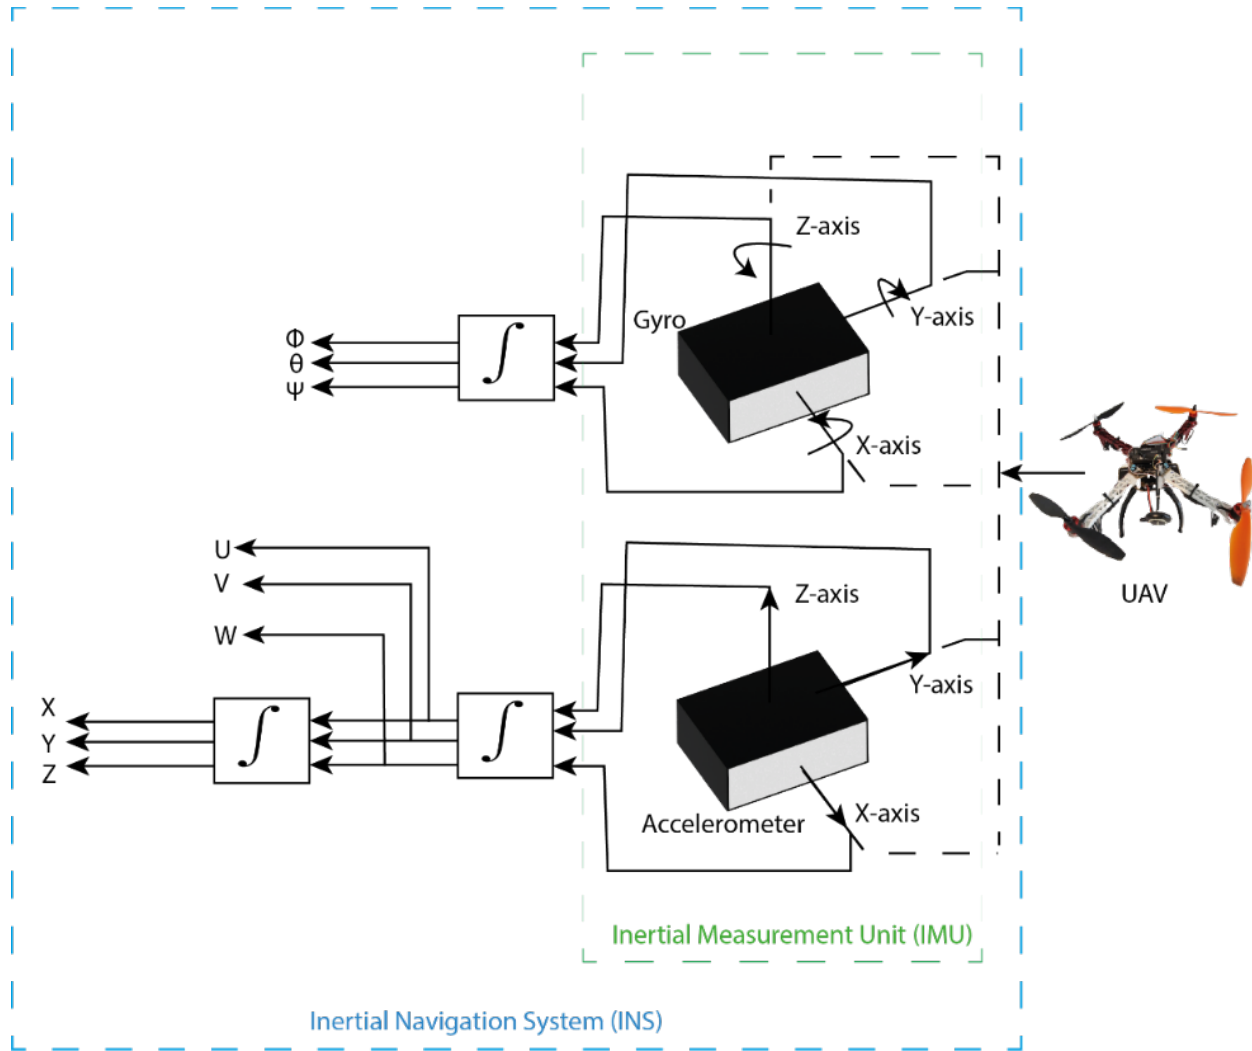 Z-axis
Gyro
Y-axis
Φ
θ
ψ
∫
X-axis
U
V
W
Z-axis
UAV
Y-axis
X
Y
Z
∫
∫
Accelerometer
X-axis
Inertial Measurement Unit (IMU)
Inertial Navigation System (INS)